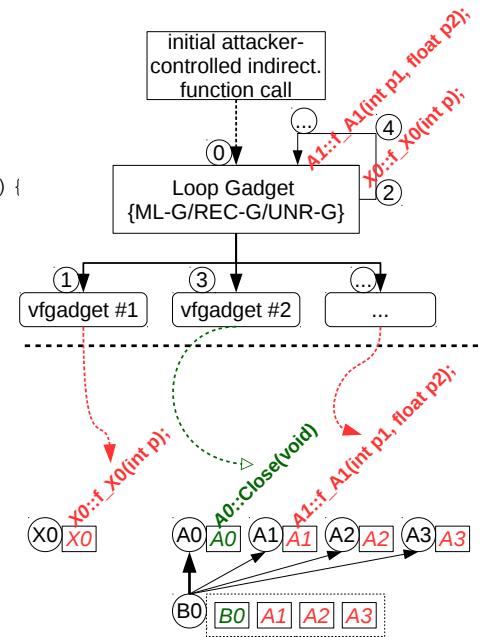 initial attacker-
controlled indirect.
function call
...
4
A1::f_A1(int p1, float p2);
X0::f_X0(int p);
0
) {
Loop Gadget
{ML-G/REC-G/UNR-G}
2
1
3
...
vfgadget #1
vfgadget #2
...
X0::f_X0(int p);
A0::Close(void)
A1::f_A1(int p1, float p2);
X0 X0
A0 A0
A1 A1
A2 A2
A3 A3
B0
B0 A1 A2 A3